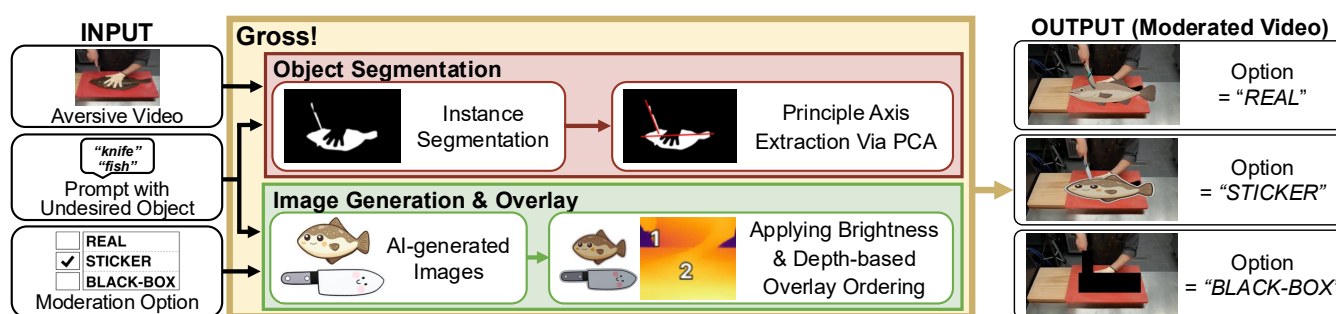 INPUT
Aversive Video
“knife”
“fish”
Prompt with
Undesired Object
REAL
STICKER
BLACK-BOX
Moderation Option
Gross!
Object Segmentation
Instance
Segmentation
Principle Axis
Extraction Via PCA
Image Generation & Overlay
AI-generated
Images
1
2
Applying Brightness
& Depth-based
Overlay Ordering
OUTPUT (Moderated Video)
Option
= “REAL”
Option
= “STICKER”
Option
= “BLACK-BOX”